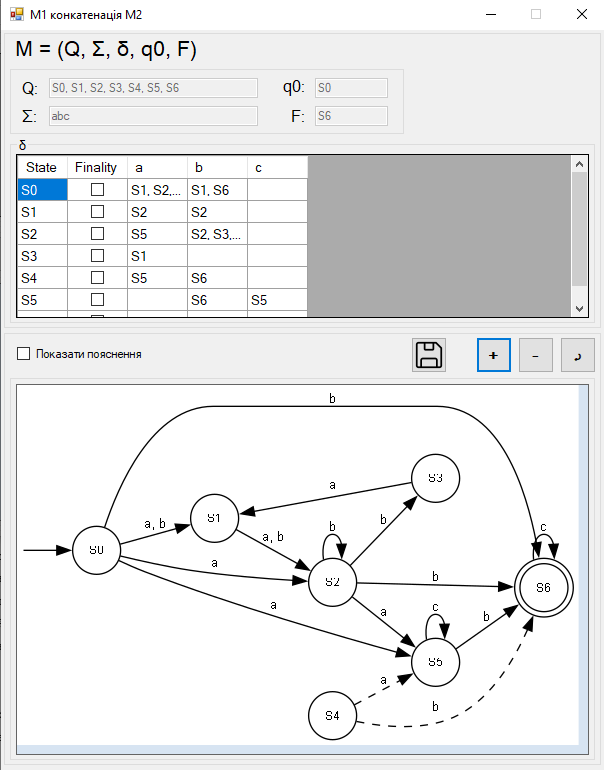 М1 конкатенація М2
M = (Q, Σ, δ, q0, F)
Q: S0, S1, S2, S3, S4, S5, S6 q0: S0
Σ: abc F: S6
δ
State Finality a b c
S0 S1, S2,... S1, S6
S1 S2 S2
S2 S5 S2, S3,...
S3 S1
S4 S5 S6
S5 S6 S5
Показати пояснення + -
b
S3
a
S1
a, b
b
a, b
b
c
S0
a
S2
b
S6
a
a
c
b
S5
a
b
S4